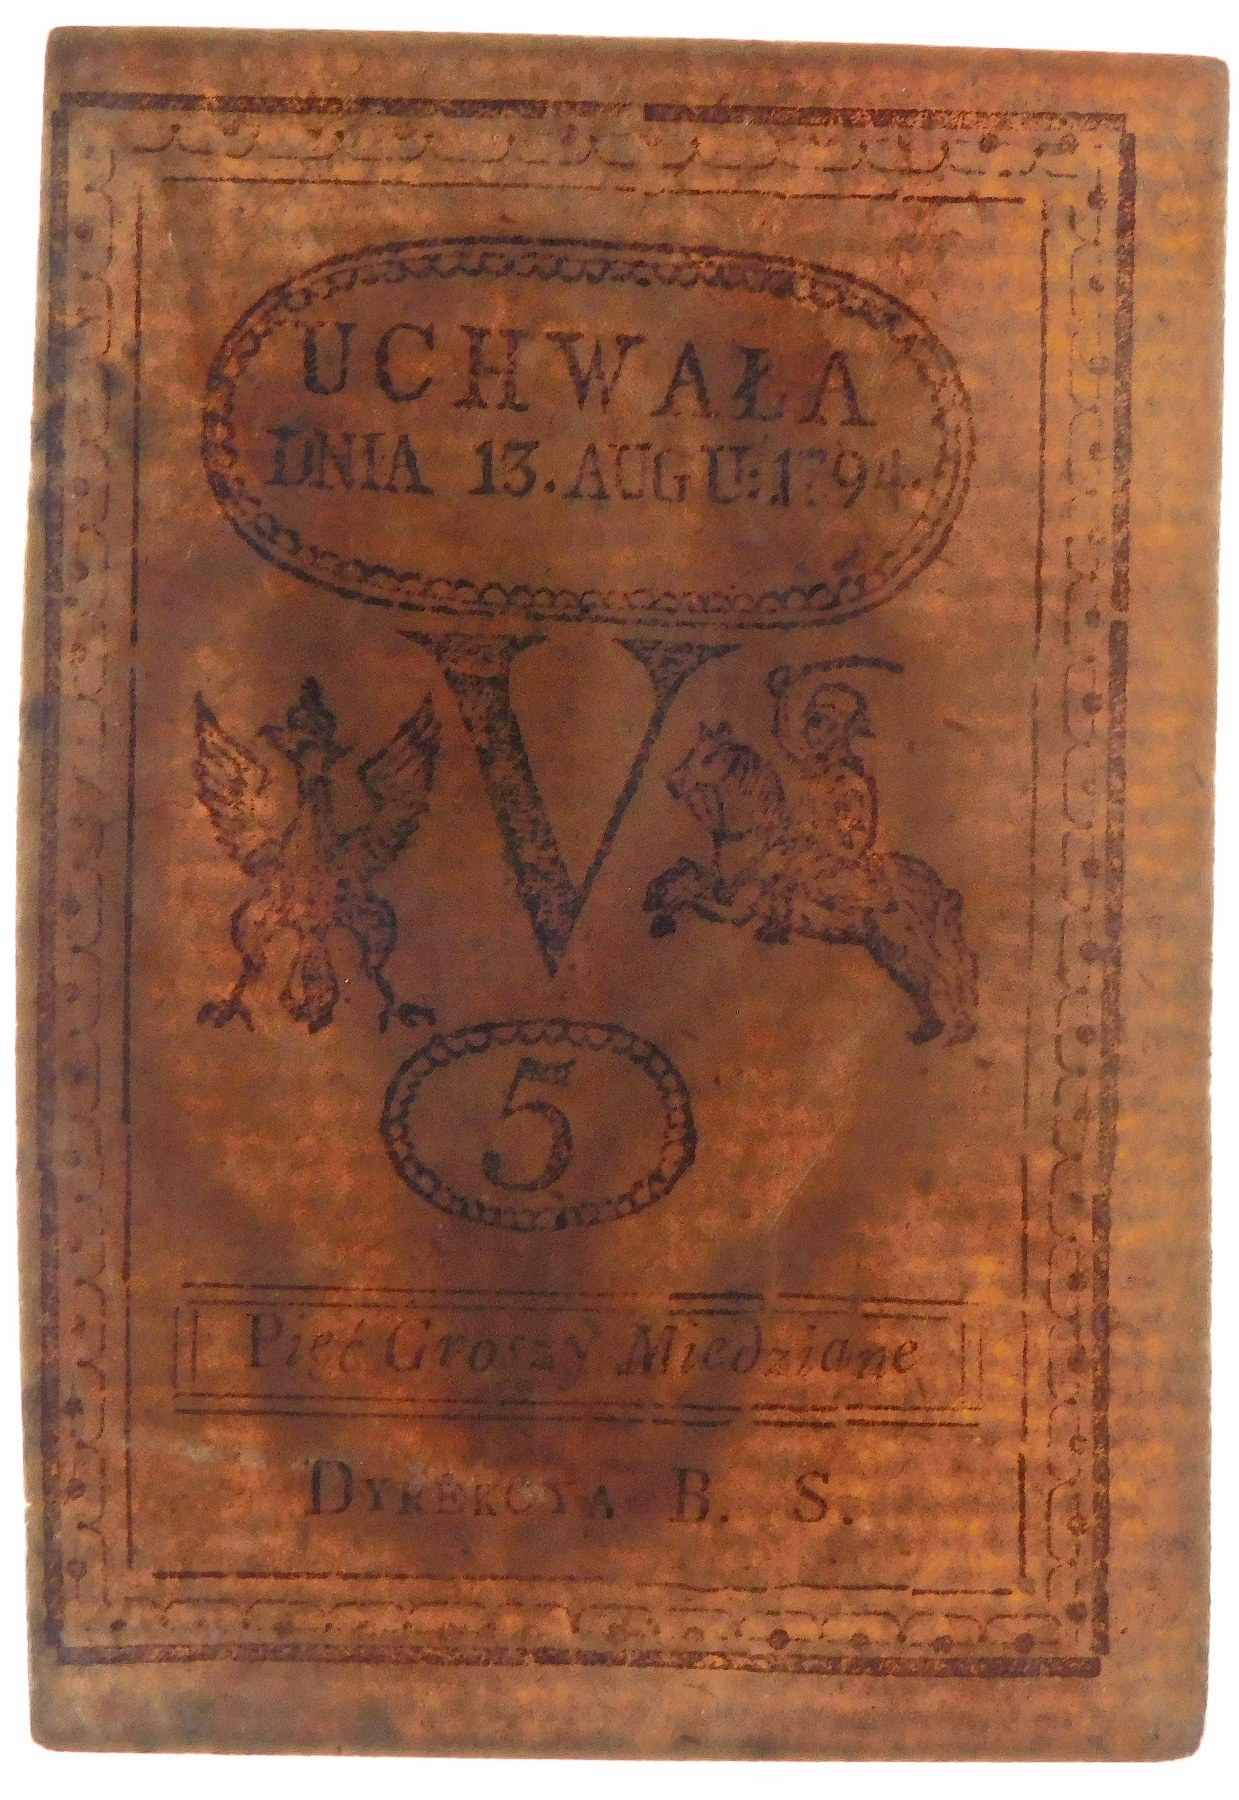 UCHWAŁA
DNIA 13. AUGU: 1794.
V
5
Pięć Groszy Miedziane
DYREKCYA B. S.